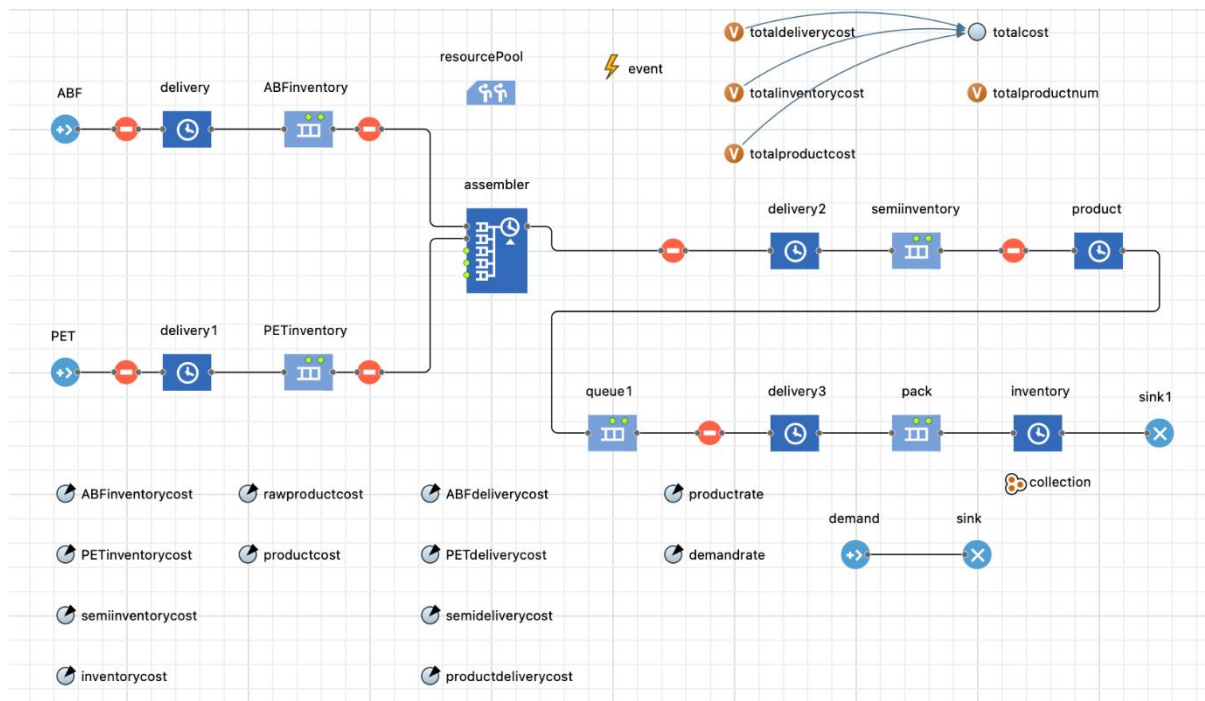 totaldeliverycost
totalcost
resourcePool
event
ABF
delivery
ABFinventory
totalinventorycost
totalproductnum
totalproductcost
assembler
delivery2
semiinventory
product
PET
delivery1
PETinventory
queue1
delivery3
pack
inventory
sink1
ABFinventorycost
rawproductcost
ABFdeliverycost
productrate
collection
demand
sink
PETinventorycost
productcost
PETdeliverycost
demandrate
semiinventorycost
semideliverycost
inventorycost
productdeliverycost